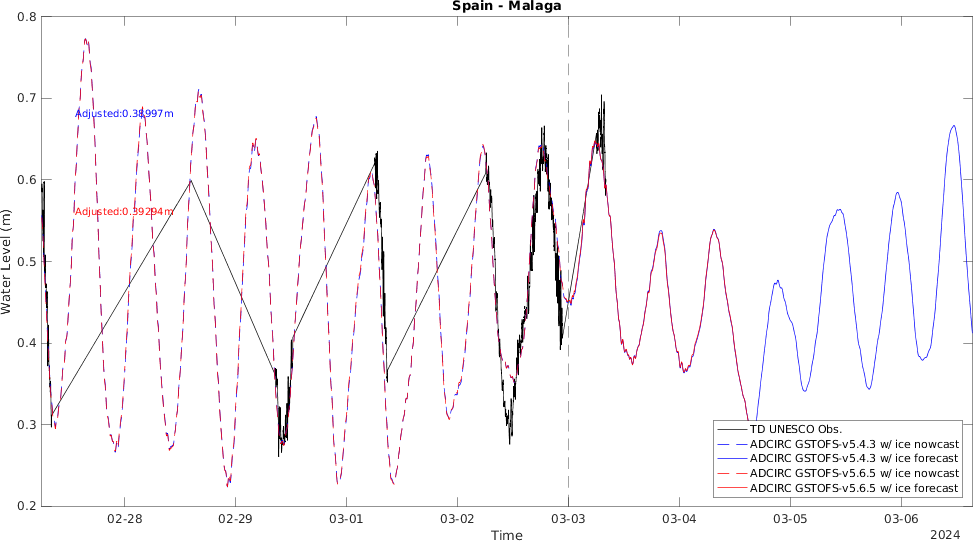 Spain - Malaga
0.8
0.7
0.6
0.5
0.4
0.3
0.2
Water Level (m)
Adjusted:0.38997m
Adjusted:0.39294m
TD UNESCO Obs.
ADCIRC GSTOFS-v5.4.3 w/ ice nowcast
ADCIRC GSTOFS-v5.4.3 w/ ice forecast
ADCIRC GSTOFS-v5.6.5 w/ ice nowcast
ADCIRC GSTOFS-v5.6.5 w/ ice forecast
02-28 02-29 03-01 03-02 03-03 03-04 03-05 03-06
Time
2024